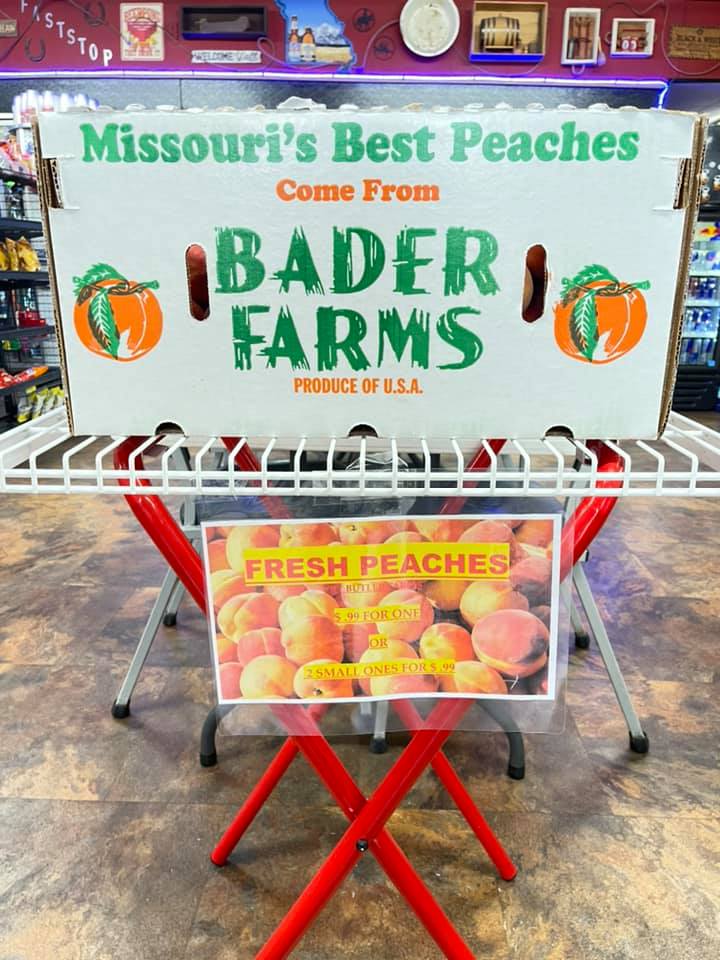 FASTSTOP
WELCOME
Missouri's Best Peaches
Come From
BADER
FARMS
PRODUCE OF U.S.A.
FRESH PEACHES
$.99 FOR ONE
OR
2 SMALL ONES FOR $.99